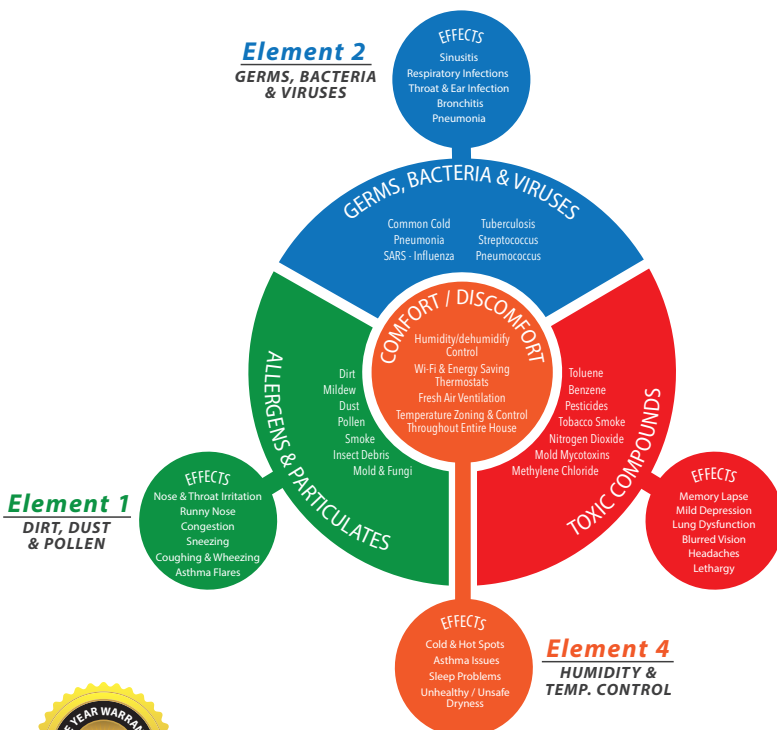 EFFECTS
Sinusitis
Respiratory Infections
Throat & Ear Infection
Bronchitis
Pneumonia
Element 2
GERMS, BACTERIA
& VIRUSES
GERMS, BACTERIA & VIRUSES
Common Cold
Pneumonia
SARS - Influenza
Tuberculosis
Streptococcus
Pneumococcus
COMFORT / DISCOMFORT
Humidity/dehumidify
Control
Wi-Fi & Energy Saving
Thermostats
Fresh Air Ventilation
Temperature Zoning & Control
Throughout Entire House
ALLERGENS & PARTICULATES
Dirt
Mildew
Dust
Pollen
Smoke
Insect Debris
Mold & Fungi
TOXIC COMPOUNDS
Toluene
Benzene
Pesticides
Tobacco Smoke
Nitrogen Dioxide
Mold Mycotoxins
Methylene Chloride
Element 1
DIRT, DUST
& POLLEN
EFFECTS
Nose & Throat Irritation
Runny Nose
Congestion
Sneezing
Coughing & Wheezing
Asthma Flares
EFFECTS
Memory Lapse
Mild Depression
Lung Dysfunction
Blurred Vision
Headaches
Lethargy
EFFECTS
Cold & Hot Spots
Asthma Issues
Sleep Problems
Unhealthy / Unsafe
Dryness
Element 4
HUMIDITY &
TEMP. CONTROL
YEAR